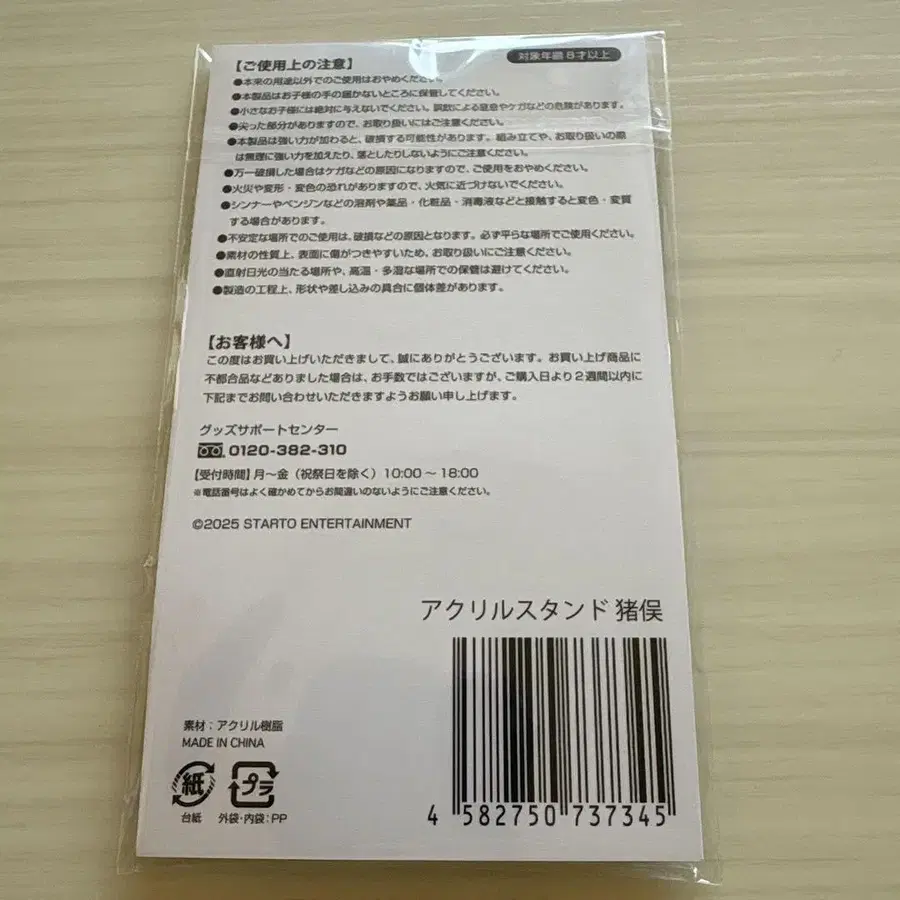 【ご使用上の注意】
対象年齢8才以上
●本来の用途以外でのご使用はおやめください。
●本製品はお子様の手の届かないところに保管してください。
●小さなお子様には絶対に与えないでください。誤飲による窒息やケガなどの危険があります。
●尖った部分がありますので、お取り扱いにはご注意ください。
●本製品は強い力が加わると、破損する可能性があります。組み立てや、お取り扱いの際
は無理に強い力を加えたり、落としたりしないようにご注意ください。
●万一破損した場合はケガなどの原因になりますので、ご使用をおやめください。
●火災や変形・変色の恐れがありますので、火気に近づけないでください。
●シンナーやベンジンなどの溶剤や薬品・化粧品・消毒液などと接触すると変色・変質
する場合があります。
●不安定な場所でのご使用は、破損などの原因となります。必ず平らな場所でご使用ください。
●素材の性質上、表面に傷がつきやすいため、お取り扱いにご注意ください。
●直射日光の当たる場所や、高温・多湿な場所での保管は避けてください。
●製造の工程上、形状や差し込みの具合に個体差があります。
【お客様へ】
この度はお買い上げいただきまして、誠にありがとうございます。お買い上げ商品に
不都合品などありました場合は、お手数ではございますが、ご購入日より2週間以内に
下記までお問い合わせいただきますようお願い申し上げます。
グッズサポートセンター
0120-382-310
【受付時間】月〜金（祝祭日を除く）10:00〜18:00
※電話番号はよく確かめてからお間違いのないようにご注意ください。
©2025 STARTO ENTERTAINMENT
アクリルスタンド 猪俣
素材：アクリル樹脂
MADE IN CHINA
紙 プラ
台紙 外袋・内袋：PP
4 582750 737345